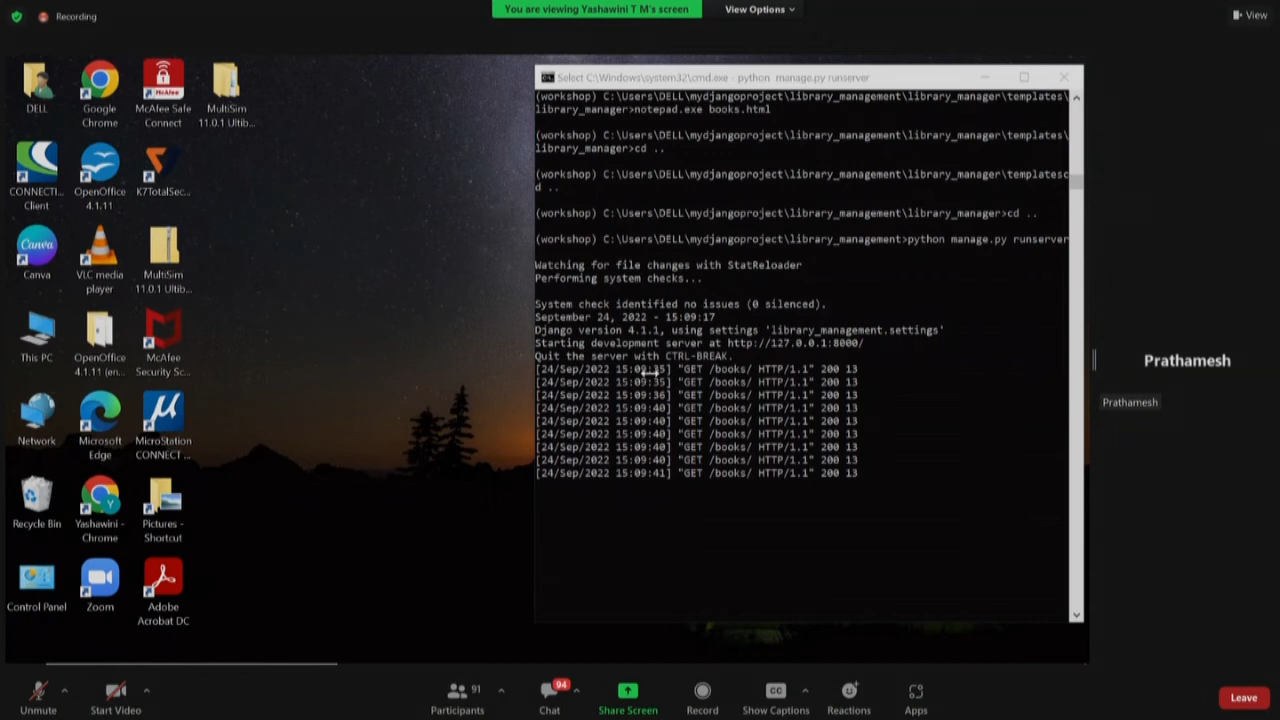 Recording
You are viewing Yashawini T M's screen
View Options
View
DELL
Google Chrome
McAfee Safe Connect
MultiSim 11.0.1 Ultib...
CONNECTI... Client
OpenOffice 4.1.11
K7TotalSec...
Canva
VLC media player
MultiSim 11.0.1 Ultib...
This PC
OpenOffice 4.1.11 (en...
McAfee Security Sc...
Network
Microsoft Edge
MicroStation CONNECT ...
Recycle Bin
Yashawini - Chrome
Pictures - Shortcut
Control Panel
Zoom
Adobe Acrobat DC
Select C:\Windows\system32\cmd.exe - python manage.py runserver
(workshop) C:\Users\DELL\mydjangoproject\library_management\library_manager\templates\
library_manager>notepad.exe books.html
(workshop) C:\Users\DELL\mydjangoproject\library_management\library_manager\templates\
library_manager>cd ..
(workshop) C:\Users\DELL\mydjangoproject\library_management\library_manager\templates>c
d ..
(workshop) C:\Users\DELL\mydjangoproject\library_management\library_manager>cd ..
(workshop) C:\Users\DELL\mydjangoproject\library_management>python manage.py runserver
Watching for file changes with StatReloader
Performing system checks...
System check identified no issues (0 silenced).
September 24, 2022 - 15:09:17
Django version 4.1.1, using settings 'library_management.settings'
Starting development server at http://127.0.0.1:8000/
Quit the server with CTRL-BREAK.
[24/Sep/2022 15:09:35] "GET /books/ HTTP/1.1" 200 13
[24/Sep/2022 15:09:35] "GET /books/ HTTP/1.1" 200 13
[24/Sep/2022 15:09:36] "GET /books/ HTTP/1.1" 200 13
[24/Sep/2022 15:09:40] "GET /books/ HTTP/1.1" 200 13
[24/Sep/2022 15:09:40] "GET /books/ HTTP/1.1" 200 13
[24/Sep/2022 15:09:40] "GET /books/ HTTP/1.1" 200 13
[24/Sep/2022 15:09:40] "GET /books/ HTTP/1.1" 200 13
[24/Sep/2022 15:09:40] "GET /books/ HTTP/1.1" 200 13
[24/Sep/2022 15:09:41] "GET /books/ HTTP/1.1" 200 13
Prathamesh
Prathamesh
Unmute
Start Video
91
Participants
94
Chat
Share Screen
Record
CC
Show Captions
Reactions
Apps
Leave